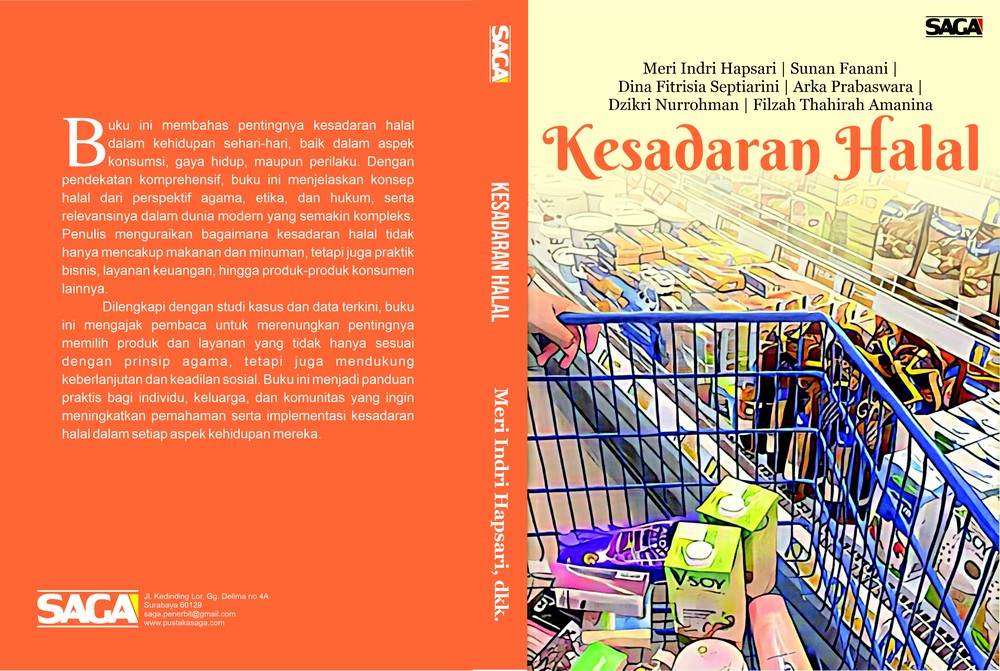 Buku ini membahas pentingnya kesadaran halal
dalam kehidupan sehari-hari, baik dalam aspek
konsumsi, gaya hidup, maupun perilaku. Dengan
pendekatan komprehensif, buku ini menjelaskan konsep
halal dari perspektif agama, etika, dan hukum, serta
relevansinya dalam dunia modern yang semakin kompleks.
Penulis menguraikan bagaimana kesadaran halal tidak
hanya mencakup makanan dan minuman, tetapi juga praktik
bisnis, layanan keuangan, hingga produk-produk konsumen
lainnya.
Dilengkapi dengan studi kasus dan data terkini, buku
ini mengajak pembaca untuk merenungkan pentingnya
memilih produk dan layanan yang tidak hanya sesuai
dengan prinsip agama, tetapi juga mendukung
keberlanjutan dan keadilan sosial. Buku ini menjadi panduan
praktis bagi individu, keluarga, dan komunitas yang ingin
meningkatkan pemahaman serta implementasi kesadaran
halal dalam setiap aspek kehidupan mereka.
SAGA
Jl. Kedinding Lor, Gg. Delima no 4A
Surabaya 60129
saga.penerbit@gmail.com
www.pustakasaga.com
SAGA
KESADARAN HALAL
Meri Indri Hapsari, dkk.
SAGA
Meri Indri Hapsari | Sunan Fanani |
Dina Fitrisia Septiarini | Arka Prabaswara |
Dzikri Nurrohman | Filzah Thahirah Amanina
Kesadaran Halal
VSOY